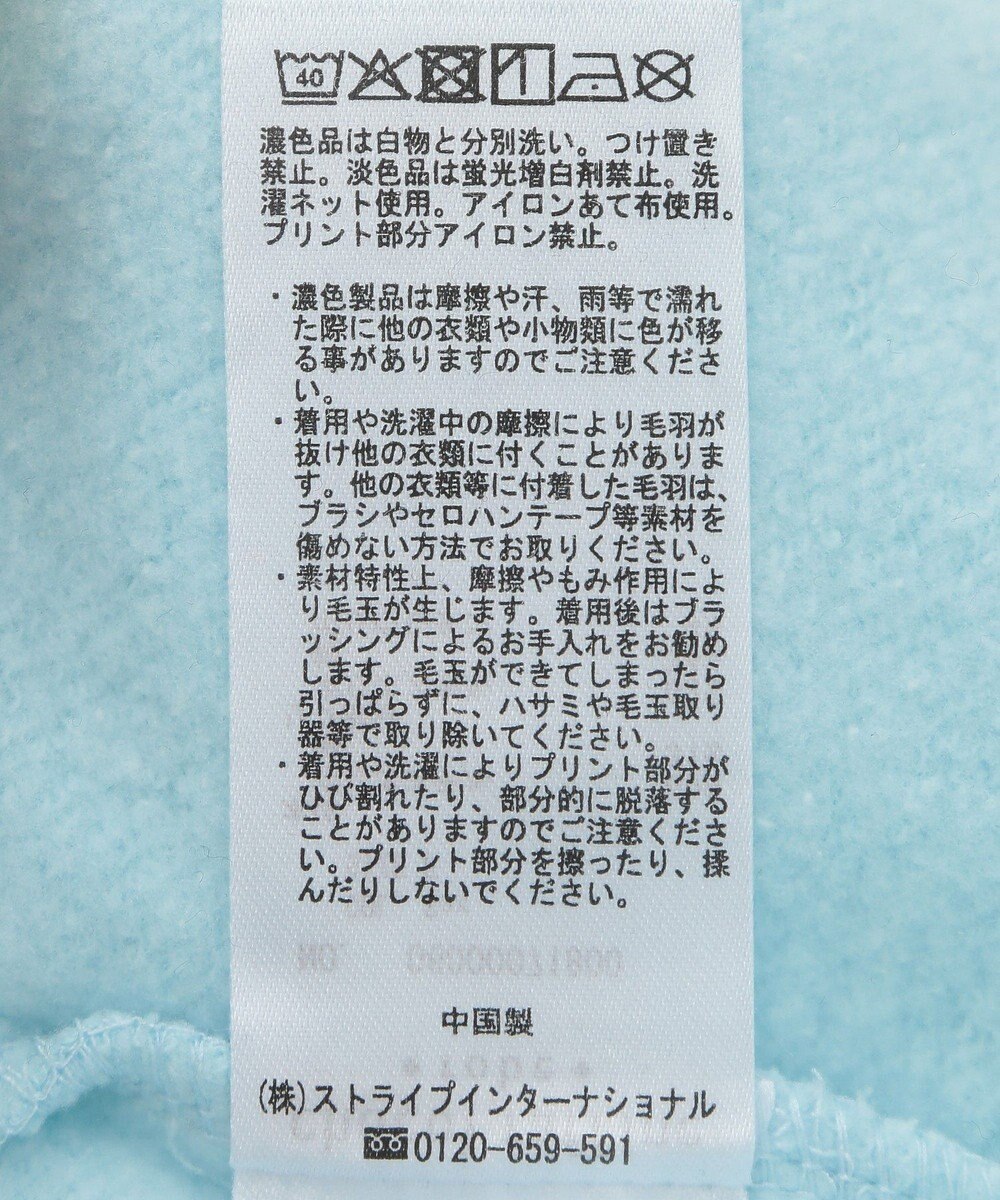 40
濃色品は白物と分別洗い。つけ置き
禁止。淡色品は蛍光増白剤禁止。洗
濯ネット使用。アイロンあて布使用。
プリント部分アイロン禁止。
・濃色製品は摩擦や汗、雨等で濡れ
た際に他の衣類や小物類に色が移
る事がありますのでご注意くださ
い。
・着用や洗濯中の摩擦により毛羽が
抜け他の衣類に付くことがありま
す。他の衣類等に付着した毛羽は、
ブラシやセロハンテープ等素材を
傷めない方法でお取りください。
・素材特性上、摩擦やもみ作用によ
り毛玉が生じます。着用後はブラ
ッシングによるお手入れをお勧め
します。毛玉ができてしまったら
引っぱらずに、ハサミや毛玉取り
器等で取り除いてください。
・着用や洗濯によりプリント部分が
ひび割れたり、部分的に脱落する
ことがありますのでご注意くださ
い。プリント部分を擦ったり、揉
んだりしないでください。
中国製
(株)ストライプインターナショナル
0120-659-591